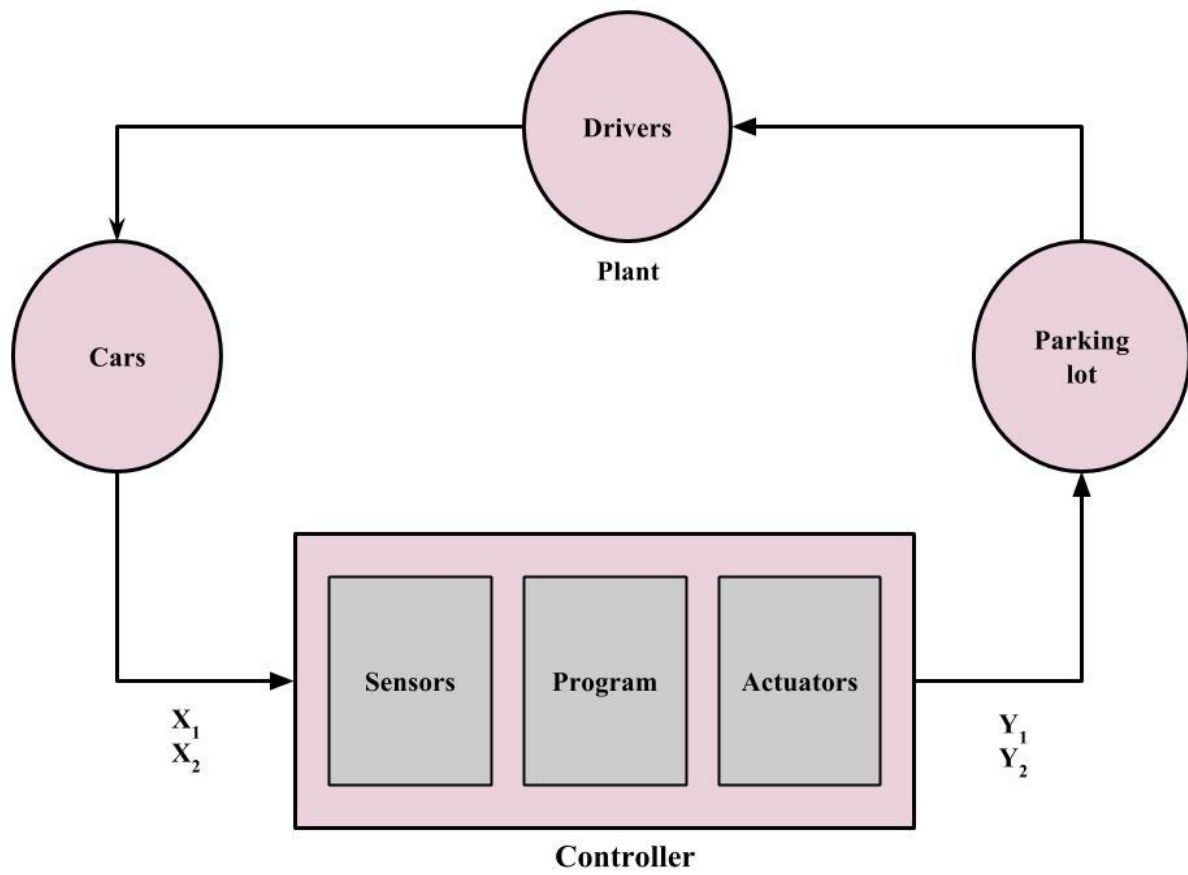 Drivers
Plant
Cars
Parking
lot
Sensors
Program
Actuators
X₁
X₂
Y₁
Y₂
Controller